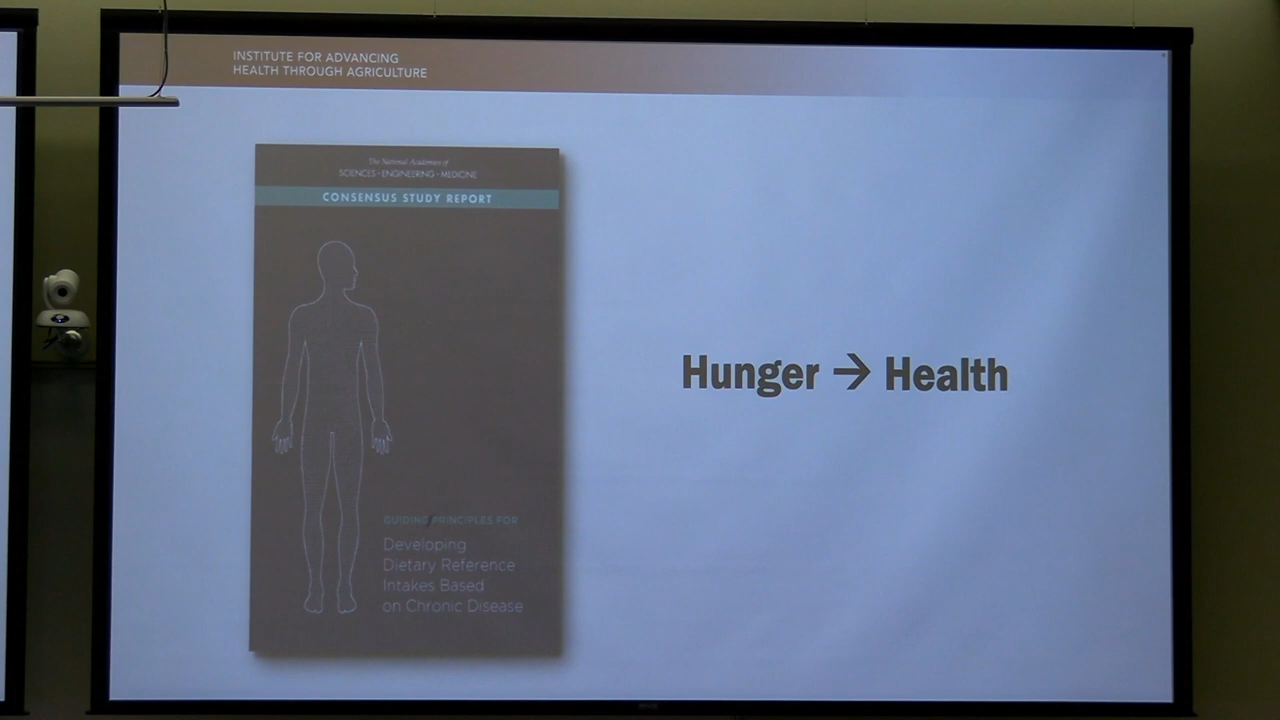 INSTITUTE FOR ADVANCING
HEALTH THROUGH AGRICULTURE
The National Academies of
SCIENCES • ENGINEERING • MEDICINE
CONSENSUS STUDY REPORT
GUIDING PRINCIPLES FOR
Developing
Dietary Reference
Intakes Based
on Chronic Disease
Hunger → Health